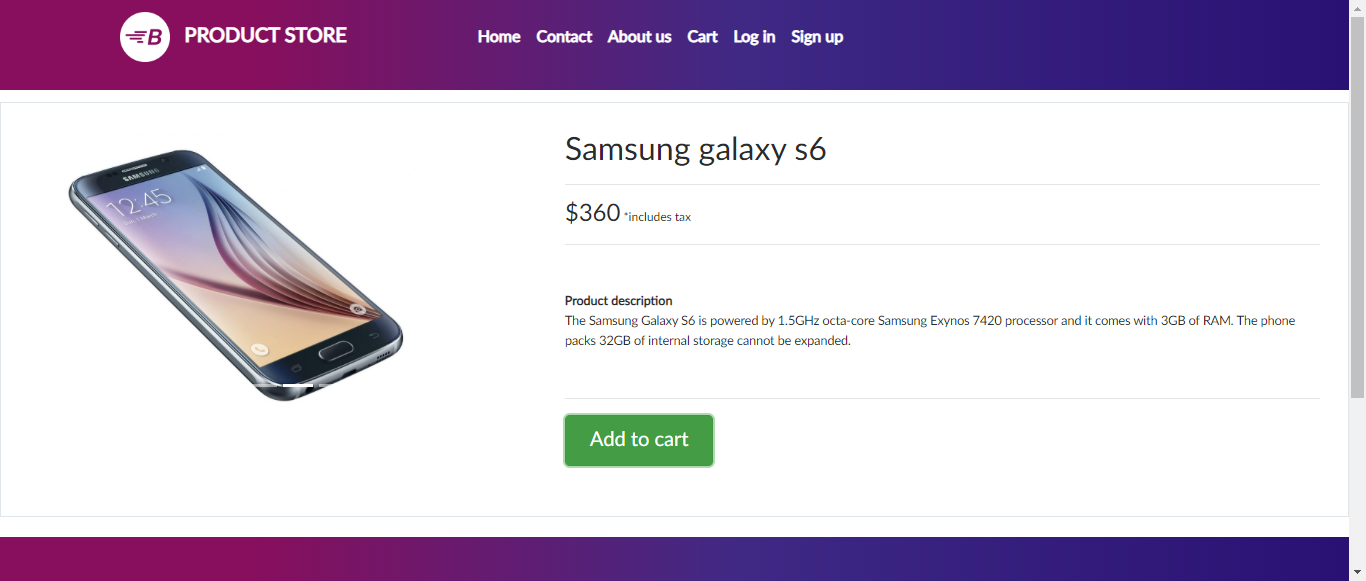 B PRODUCT STORE
Home Contact About us Cart Log in Sign up
SAMSUNG
12:45
Samsung galaxy s6
$360 *includes tax
Product description
The Samsung Galaxy S6 is powered by 1.5GHz octa-core Samsung Exynos 7420 processor and it comes with 3GB of RAM. The phone
packs 32GB of internal storage cannot be expanded.
Add to cart